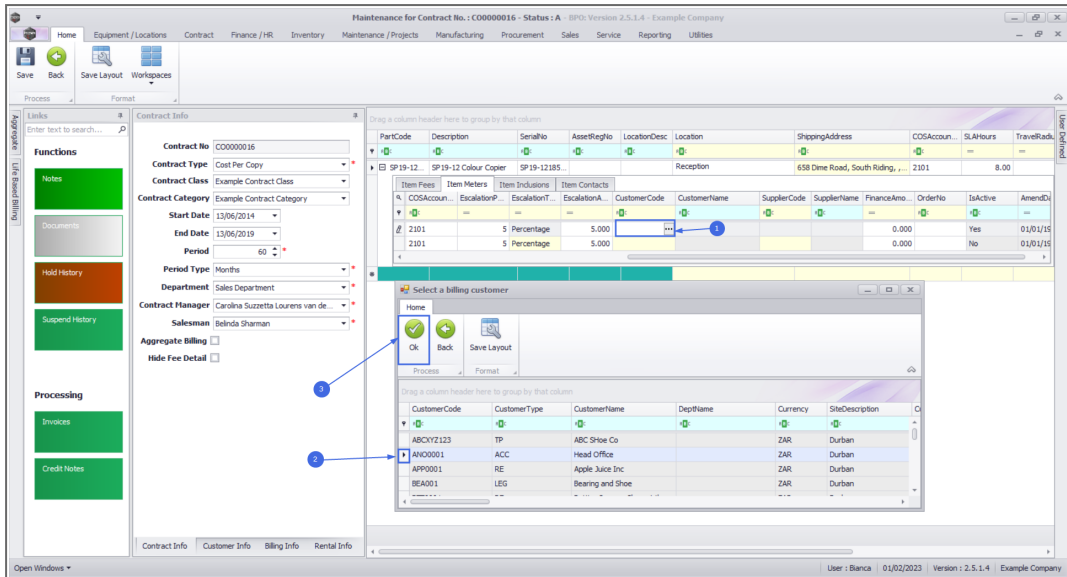 Maintenance for Contract No. : CO0000016 - Status : A - BPO: Version 2.5.1.4 - Example Company
Home Equipment / Locations Contract Finance / HR Inventory Maintenance / Projects Manufacturing Procurement Sales Service Reporting Utilities
Save Back Save Layout Workspaces
Process Format
Aggregate
Life Based Billing
Links
Enter text to search...
Functions
Notes
Documents
Hold History
Suspend History
Processing
Invoices
Credit Notes
Contract Info
Contract No CO0000016
Contract Type Cost Per Copy *
Contract Class Example Contract Class *
Contract Category Example Contract Category *
Start Date 13/06/2014
End Date 13/06/2019
Period 60 *
Period Type Months *
Department Sales Department *
Contract Manager Carolina Suzzetta Lourens van de... *
Salesman Belinda Sharman *
Aggregate Billing
Hide Fee Detail
Contract Info Customer Info Billing Info Rental Info
Drag a column header here to group by that column
PartCode Description SerialNo AssetRegNo LocationDesc Location ShippingAddress COSAccoun... SLAHours TravelRadiu
SP19-12... SP19-12 Colour Copier SP19-12185... Reception 658 Dime Road, South Riding, ,... 2101 8.00
Item Fees Item Meters Item Inclusions Item Contacts
COSAccoun... EscalationP... EscalationT... EscalationA... CustomerCode CustomerName SupplierCode SupplierName FinanceAmo... OrderNo IsActive AmendDa
2101 5 Percentage 5.000 ... 0.000 Yes 01/01/19
2101 5 Percentage 5.000 0.000 No 01/01/19
1
User Defined
Select a billing customer
Home
Ok Back Save Layout
Process Format
3
Drag a column header here to group by that column
CustomerCode CustomerType CustomerName DeptName Currency SiteDescription
ABCXYZ123 TP ABC SHoe Co ZAR Durban
2
ANO0001 ACC Head Office ZAR Durban
APP0001 RE Apple Juice Inc ZAR Durban
BEA001 LEG Bearing and Shoe ZAR Durban
Open Windows
User : Bianca 01/02/2023 Version : 2.5.1.4 Example Company